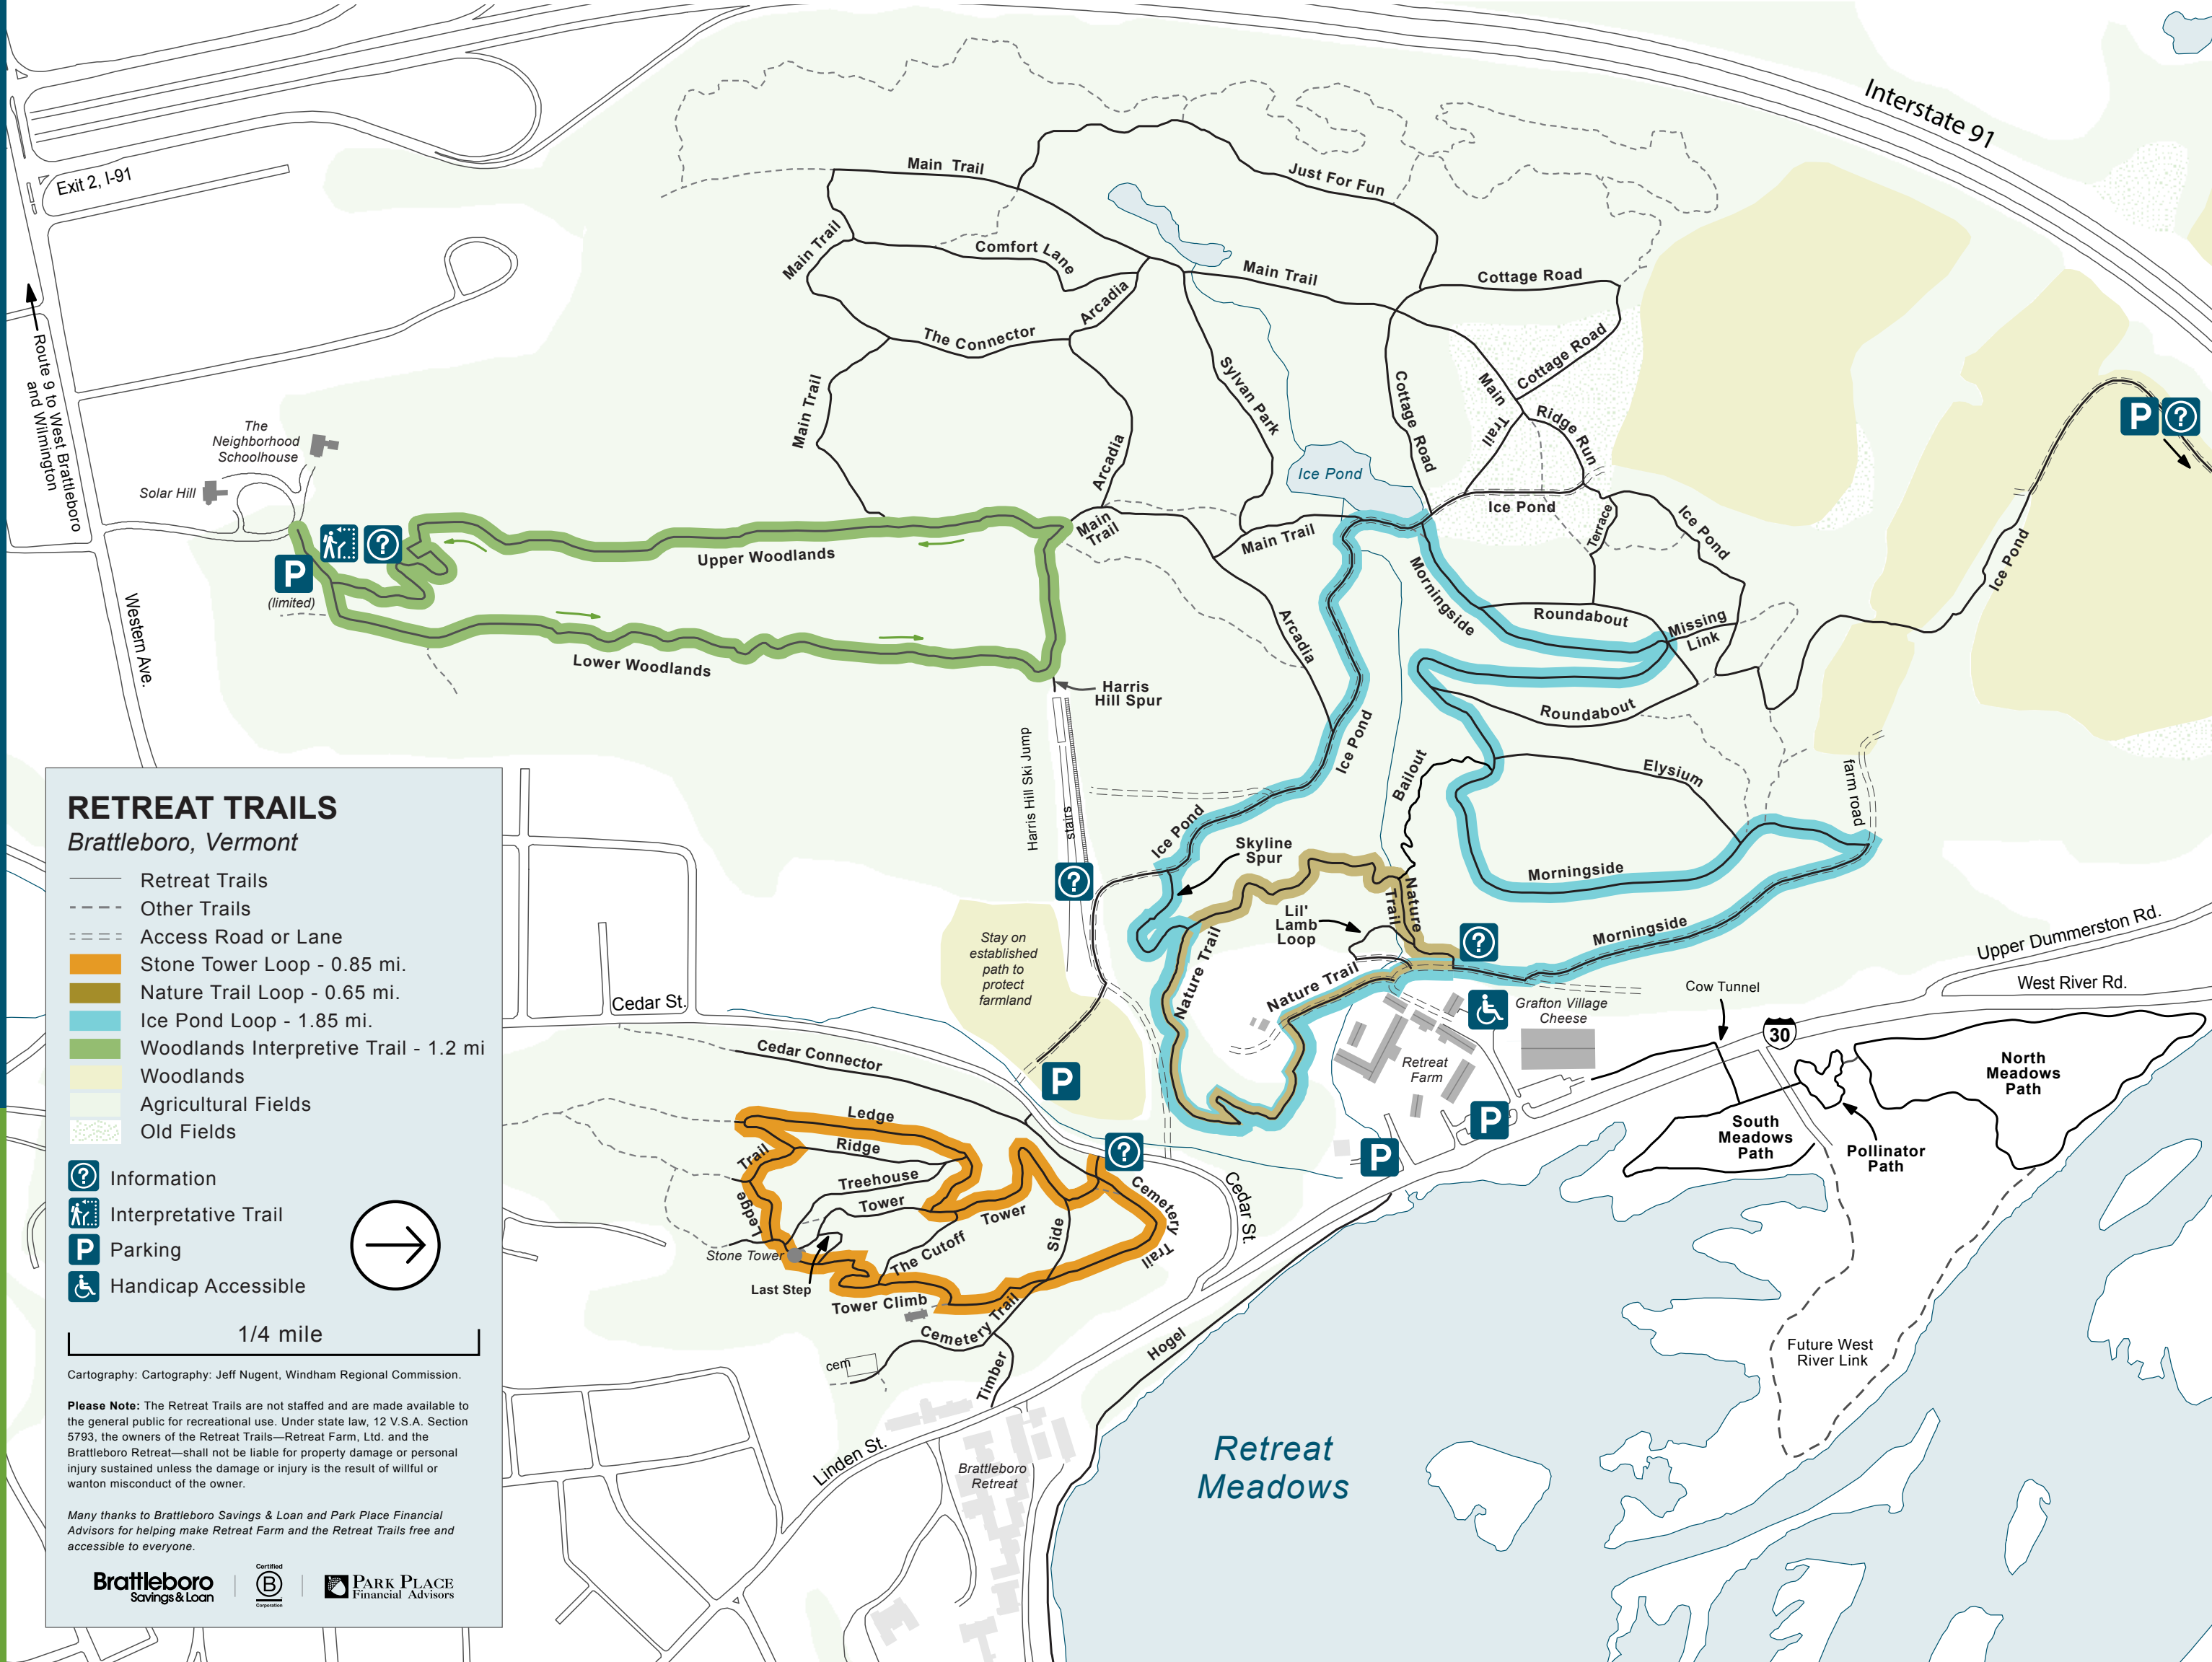 Interstate 91
Exit 2, I-91
Route 9 to West Brattleboro
and Wilmington
Main Trail
Just For Fun
Main Trail
Comfort Lane
Main Trail
Cottage Road
Arcadia
The Connector
Sylvan Park
Main Trail
Cottage Road
Main
Trail
Cottage Road
Ridge Run
Arcadia
The
Neighborhood
Schoolhouse
Solar Hill
P
?
P
(limited)
?
Ice Pond
Ice Pond
Ice Pond
Ice Pond
Terrace
Main
Trail
Main Trail
Upper Woodlands
Lower Woodlands
Western Ave.
Morningside
Roundabout
Missing
Link
Arcadia
Harris
Hill Spur
Roundabout
Harris Hill Ski Jump
stairs
Ice Pond
Bailout
Elysium
farm road
Ice Pond
Skyline
Spur
?
Morningside
Nature
Trail
Lil'
Lamb
Loop
?
Morningside
Nature Trail
Nature Trail
Stay on
established
path to
protect
farmland
Upper Dummerston Rd.
West River Rd.
Cow Tunnel
30
Grafton Village
Cheese
Retreat
Farm
North
Meadows
Path
South
Meadows
Path
Pollinator
Path
P
P
P
Cedar St.
Cedar Connector
Ledge
Ridge
Trail
Treehouse
Tower
Tower
Ledge
Side
Cemetery
Trail
?
Cedar St.
Stone Tower
The Cutoff
Last Step
Tower Climb
Cemetery Trail
cem
Timber
Hogel
Linden St.
Brattleboro
Retreat
Retreat
Meadows
Future West
River Link
RETREAT TRAILS
Brattleboro, Vermont
Retreat Trails
Other Trails
Access Road or Lane
Stone Tower Loop - 0.85 mi.
Nature Trail Loop - 0.65 mi.
Ice Pond Loop - 1.85 mi.
Woodlands Interpretive Trail - 1.2 mi
Woodlands
Agricultural Fields
Old Fields
? Information
Interpretative Trail
P Parking
Handicap Accessible
1/4 mile
Cartography: Cartography: Jeff Nugent, Windham Regional Commission.
Please Note: The Retreat Trails are not staffed and are made available to
the general public for recreational use. Under state law, 12 V.S.A. Section
5793, the owners of the Retreat Trails—Retreat Farm, Ltd. and the
Brattleboro Retreat—shall not be liable for property damage or personal
injury sustained unless the damage or injury is the result of willful or
wanton misconduct of the owner.
Many thanks to Brattleboro Savings & Loan and Park Place Financial
Advisors for helping make Retreat Farm and the Retreat Trails free and
accessible to everyone.
Brattleboro
Savings & Loan
Certified
B
Corporation
PARK PLACE
Financial Advisors